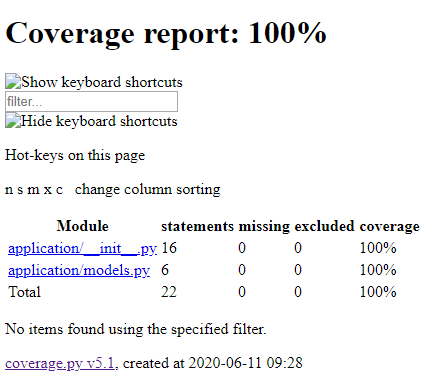 Coverage report: 100%
Show keyboard shortcuts
filter...
Hide keyboard shortcuts
Hot-keys on this page
n s m x c change column sorting
Module statements missing excluded coverage
application/__init__.py 16 0 0 100%
application/models.py 6 0 0 100%
Total 22 0 0 100%
No items found using the specified filter.
coverage.py v5.1, created at 2020-06-11 09:28